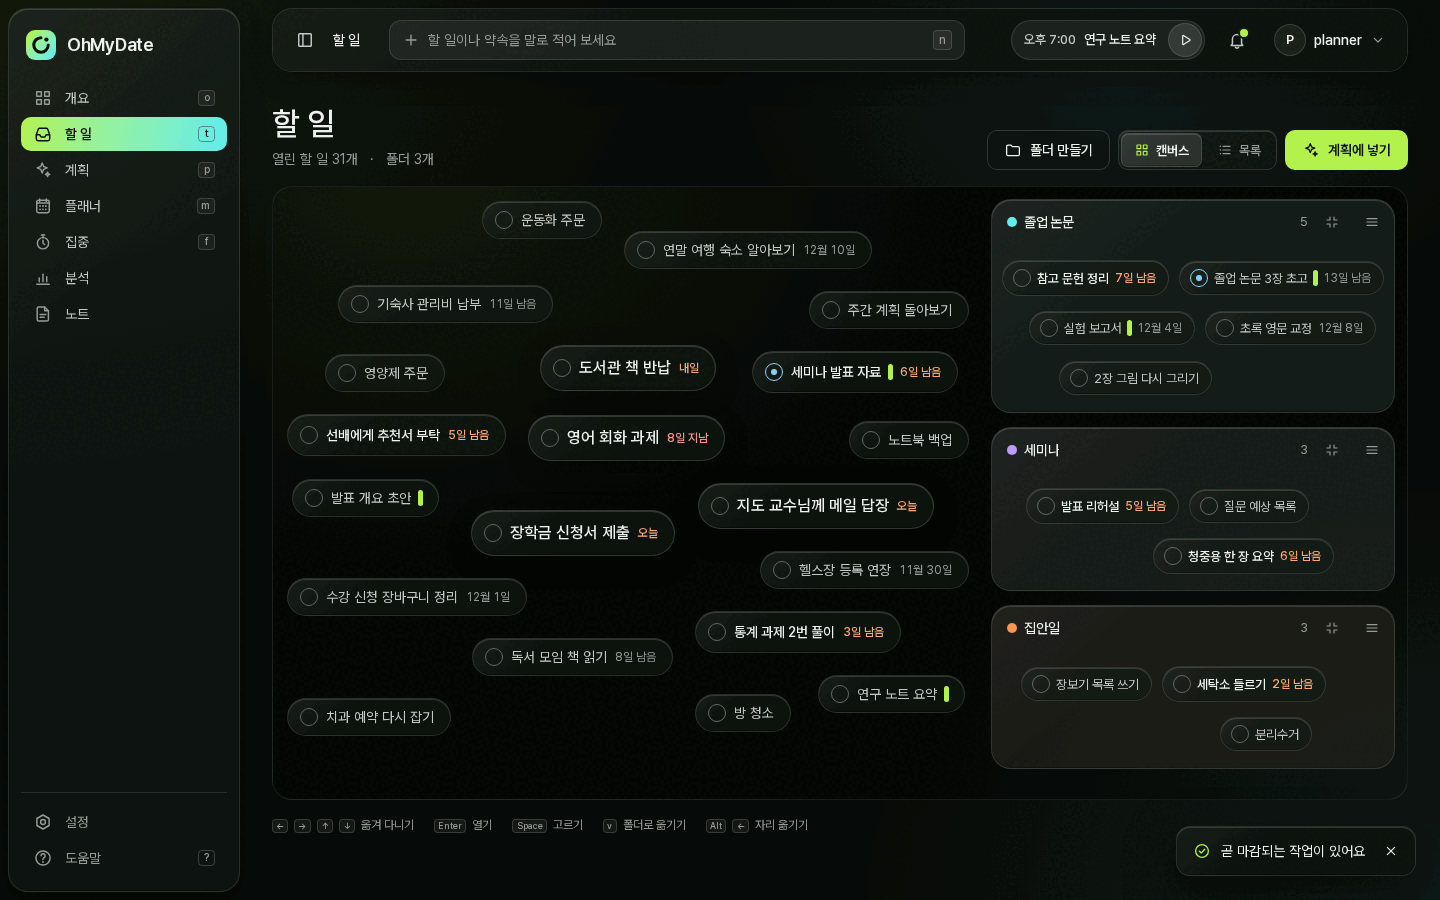 OhMyDate
개요 o
할 일 t
계획 p
플래너 m
집중 f
분석
노트
설정
도움말 ?
할 일
할 일이나 약속을 말로 적어 보세요 n
오후 7:00 연구 노트 요약
P planner
할 일
열린 할 일 31개 · 폴더 3개
폴더 만들기
캔버스
목록
계획에 넣기
운동화 주문
연말 여행 숙소 알아보기 12월 10일
기숙사 관리비 납부 11일 남음
주간 계획 돌아보기
영양제 주문
도서관 책 반납 내일
세미나 발표 자료 6일 남음
선배에게 추천서 부탁 5일 남음
영어 회화 과제 8일 지남
노트북 백업
발표 개요 초안
지도 교수님께 메일 답장 오늘
장학금 신청서 제출 오늘
헬스장 등록 연장 11월 30일
수강 신청 장바구니 정리 12월 1일
통계 과제 2번 풀이 3일 남음
독서 모임 책 읽기 8일 남음
연구 노트 요약
치과 예약 다시 잡기
방 청소
졸업 논문 5
참고 문헌 정리 7일 남음
졸업 논문 3장 초고 13일 남음
실험 보고서 12월 4일
초록 영문 교정 12월 8일
2장 그림 다시 그리기
세미나 3
발표 리허설 5일 남음
질문 예상 목록
청중용 한 장 요약 6일 남음
집안일 3
장보기 목록 쓰기
세탁소 들르기 2일 남음
분리수거
← → ↑ ↓ 옮겨 다니기 Enter 열기 Space 고르기 v 폴더로 옮기기 Alt ← 자리 옮기기
곧 마감되는 작업이 있어요